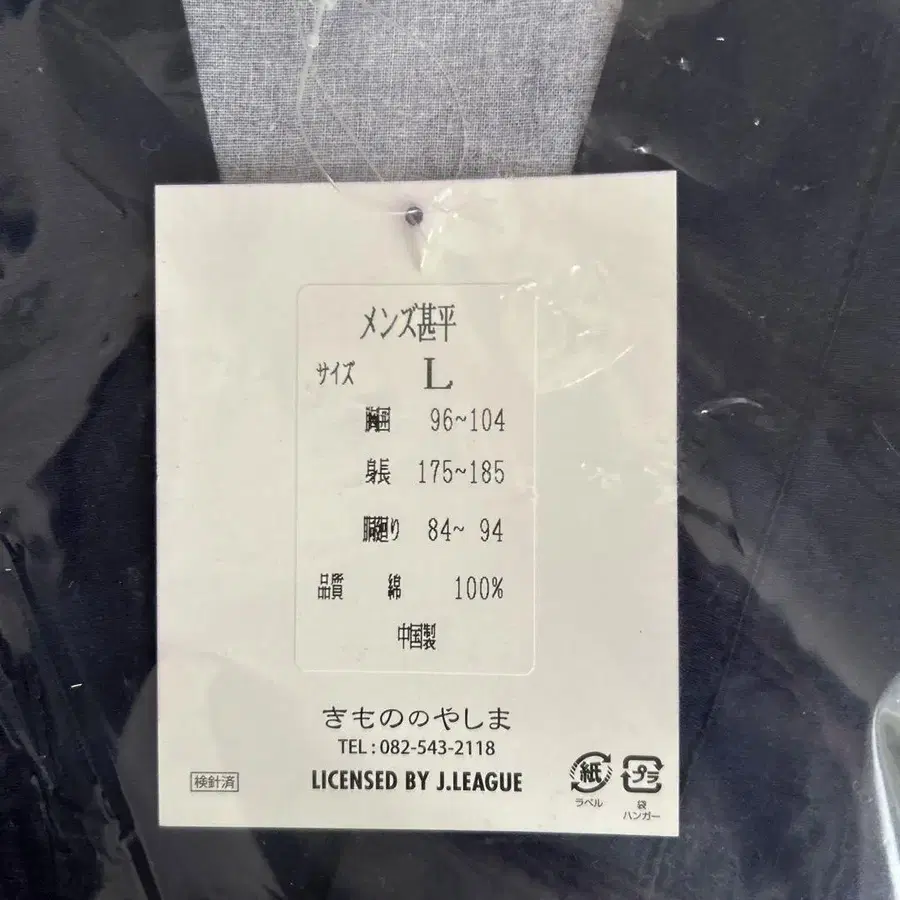 メンズ甚平
サイズ L
胸囲 96~104
身長 175~185
胴廻り 84~ 94
品質 綿 100%
中国製
きもののやしま
TEL : 082-543-2118
検針済
LICENSED BY J.LEAGUE
紙
ラベル
プラ
袋
ハンガー